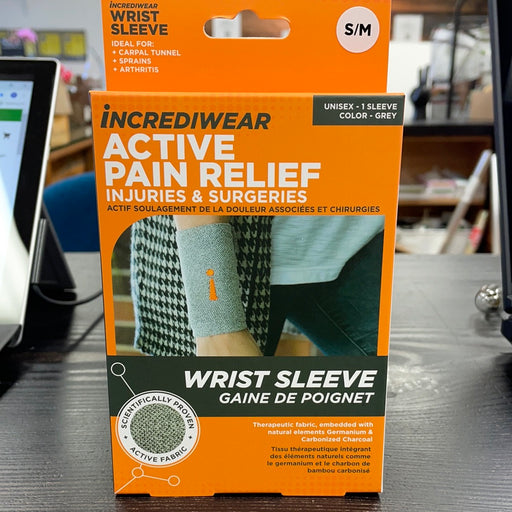 INCREDIWEAR
WRIST
SLEEVE
IDEAL FOR:
+ CARPAL TUNNEL
+ SPRAINS
+ ARTHRITIS
S/M
UNISEX - 1 SLEEVE
COLOR - GREY
INCREDIWEAR
ACTIVE
PAIN RELIEF
INJURIES & SURGERIES
ACTIF SOULAGEMENT DE LA DOULEUR ASSOCIÉES ET CHIRURGIES
WRIST SLEEVE
GAINE DE POIGNET
SCIENTIFICALLY PROVEN
+ ACTIVE FABRIC +
Therapeutic fabric, embedded with
natural elements Germanium &
Carbonized Charcoal
Tissu thérapeutique intégrant
des éléments naturels comme
le germanium et le charbon de
bambou carbonisé